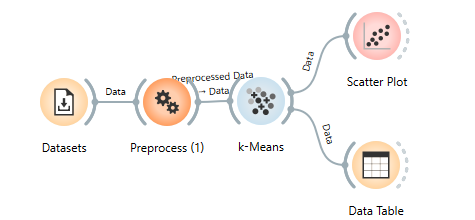 Data
Scatter Plot
Preprocessed Data
→ Data
Data
Datasets
Preprocess (1)
k-Means
Data
Data Table